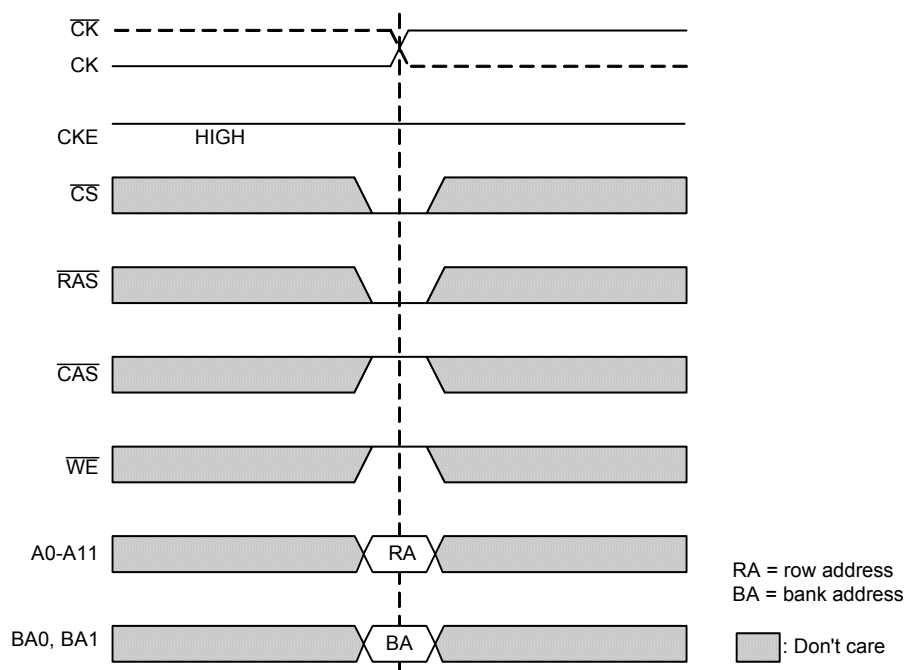 CK
CK
CKE HIGH
CS
RAS
CAS
WE
A0-A11 RA
RA = row address
BA = bank address
BA0, BA1 BA
: Don't care